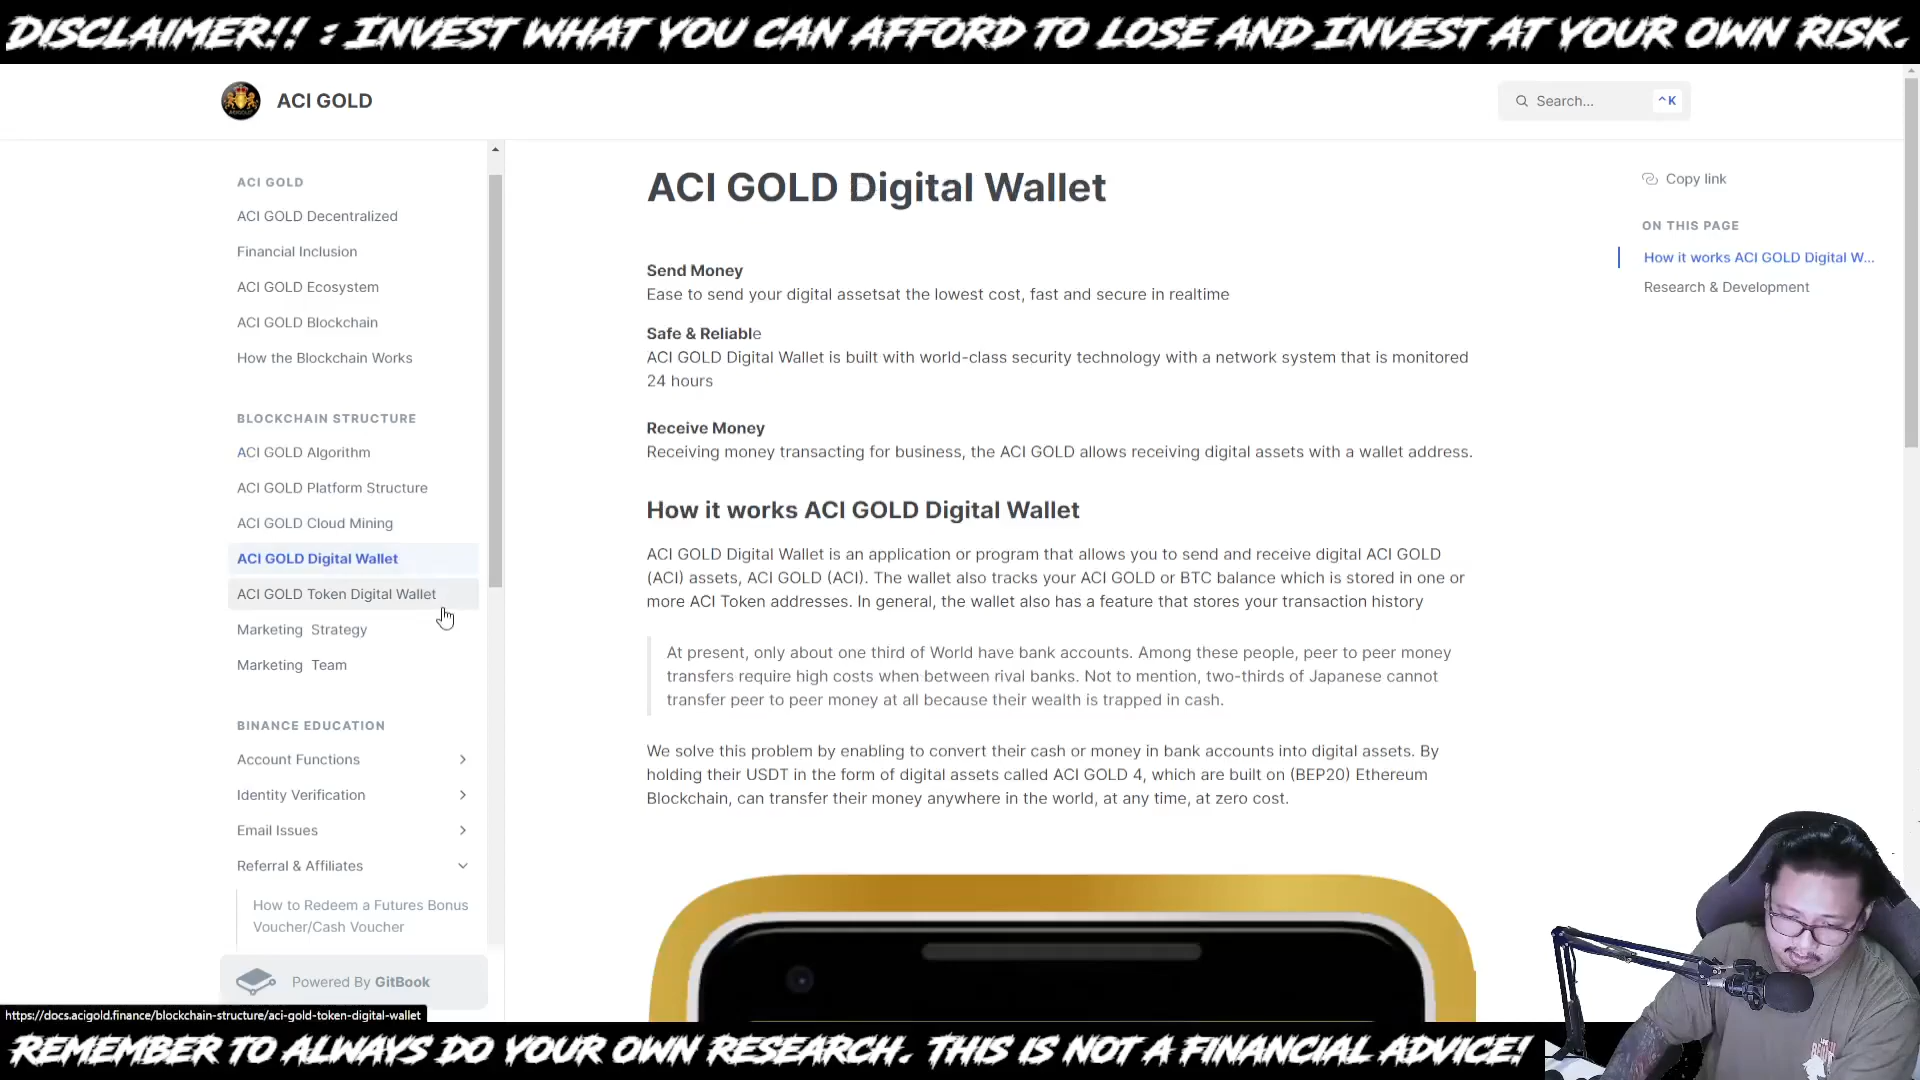 DISCLAIMER!! : INVEST WHAT YOU CAN AFFORD TO LOSE AND INVEST AT YOUR OWN RISK.
ACI GOLD
Search...
^K
ACI GOLD
ACI GOLD Decentralized
Financial Inclusion
ACI GOLD Ecosystem
ACI GOLD Blockchain
How the Blockchain Works
BLOCKCHAIN STRUCTURE
ACI GOLD Algorithm
ACI GOLD Platform Structure
ACI GOLD Cloud Mining
ACI GOLD Digital Wallet
ACI GOLD Token Digital Wallet
Marketing Strategy
Marketing Team
BINANCE EDUCATION
Account Functions
Identity Verification
Email Issues
Referral & Affiliates
How to Redeem a Futures Bonus
Voucher/Cash Voucher
Powered By GitBook
ACI GOLD Digital Wallet
Send Money
Ease to send your digital assetsat the lowest cost, fast and secure in realtime
Safe & Reliable
ACI GOLD Digital Wallet is built with world-class security technology with a network system that is monitored
24 hours
Receive Money
Receiving money transacting for business, the ACI GOLD allows receiving digital assets with a wallet address.
How it works ACI GOLD Digital Wallet
ACI GOLD Digital Wallet is an application or program that allows you to send and receive digital ACI GOLD
(ACI) assets, ACI GOLD (ACI). The wallet also tracks your ACI GOLD or BTC balance which is stored in one or
more ACI Token addresses. In general, the wallet also has a feature that stores your transaction history
At present, only about one third of World have bank accounts. Among these people, peer to peer money
transfers require high costs when between rival banks. Not to mention, two-thirds of Japanese cannot
transfer peer to peer money at all because their wealth is trapped in cash.
We solve this problem by enabling to convert their cash or money in bank accounts into digital assets. By
holding their USDT in the form of digital assets called ACI GOLD 4, which are built on (BEP20) Ethereum
Blockchain, can transfer their money anywhere in the world, at any time, at zero cost.
Copy link
ON THIS PAGE
How it works ACI GOLD Digital W...
Research & Development
https://docs.acigold.finance/blockchain-structure/aci-gold-token-digital-wallet
REMEMBER TO ALWAYS DO YOUR OWN RESEARCH. THIS IS NOT A FINANCIAL ADVICE!